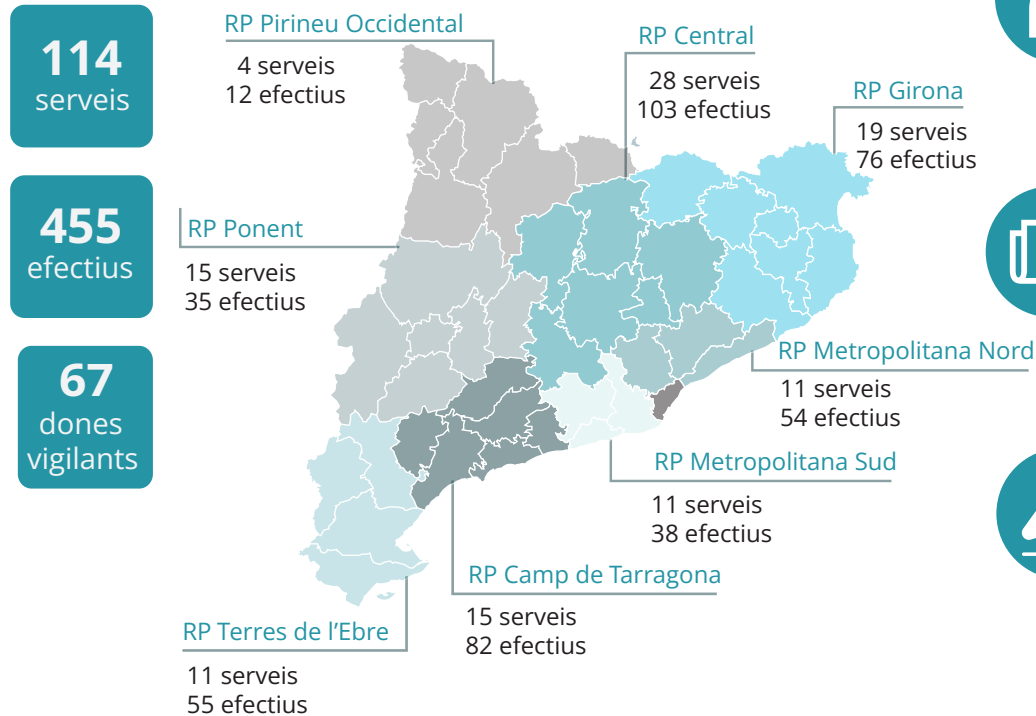 114
serveis
455
efectius
67
dones
vigilants
RP Pirineu Occidental
4 serveis
12 efectius
RP Central
28 serveis
103 efectius
RP Girona
19 serveis
76 efectius
RP Ponent
15 serveis
35 efectius
RP Metropolitana Nord
11 serveis
54 efectius
RP Metropolitana Sud
11 serveis
38 efectius
RP Camp de Tarragona
15 serveis
82 efectius
RP Terres de l'Ebre
11 serveis
55 efectius